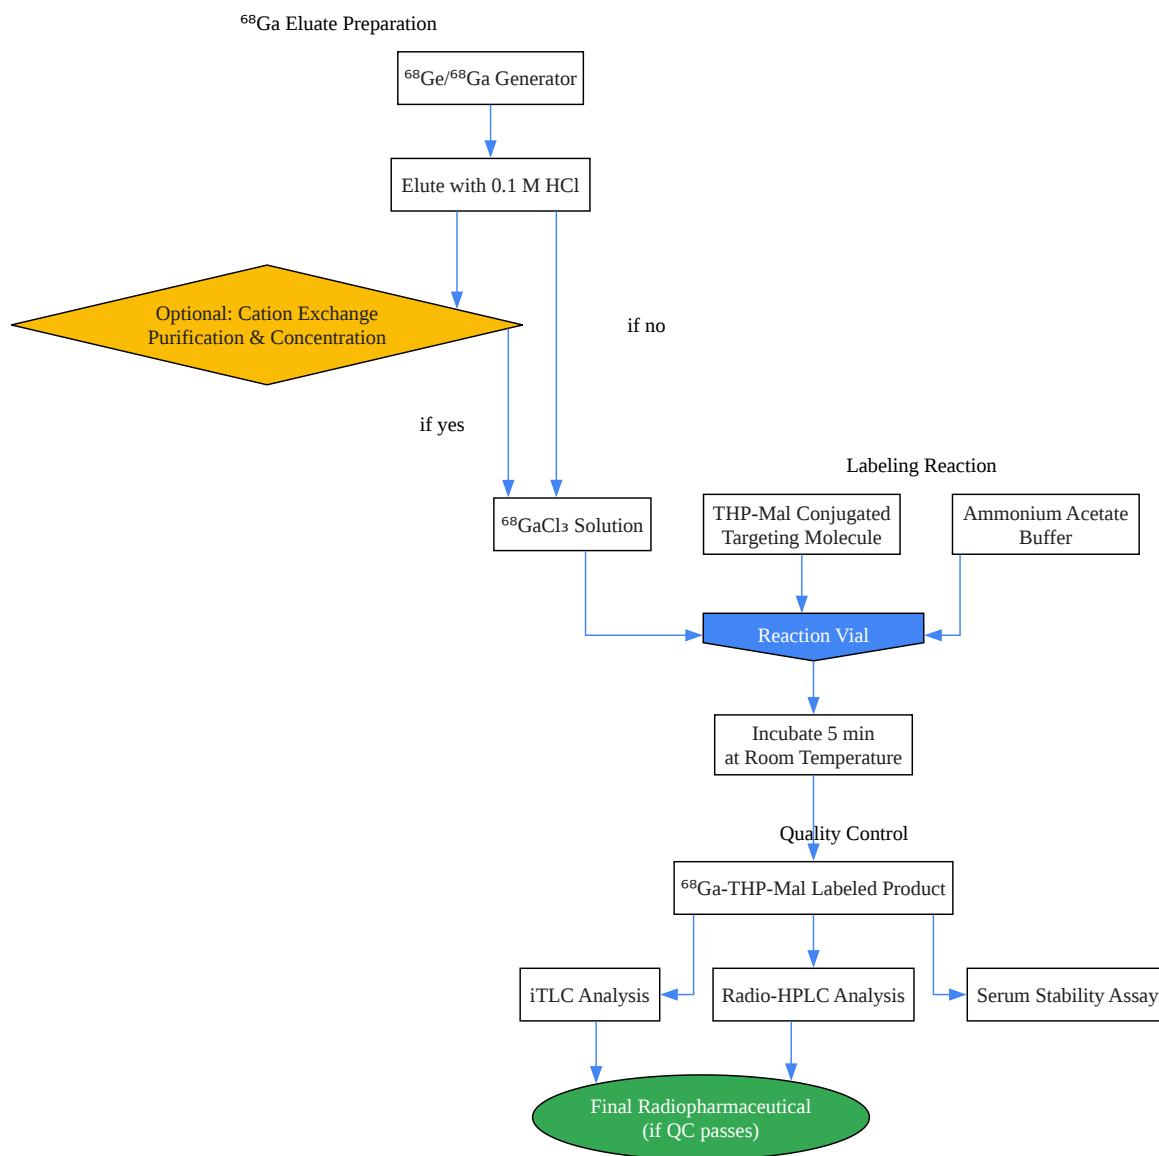 ⁶⁸Ga Eluate Preparation
⁶⁸Ge/⁶⁸Ga Generator
Elute with 0.1 M HCl
Optional: Cation Exchange
Purification & Concentration
if no
if yes
Labeling Reaction
⁶⁸GaCl₃ Solution
THP-Mal Conjugated
Targeting Molecule
Ammonium Acetate
Buffer
Reaction Vial
Incubate 5 min
at Room Temperature
Quality Control
⁶⁸Ga-THP-Mal Labeled Product
iTLC Analysis
Radio-HPLC Analysis
Serum Stability Assay
Final Radiopharmaceutical
(if QC passes)